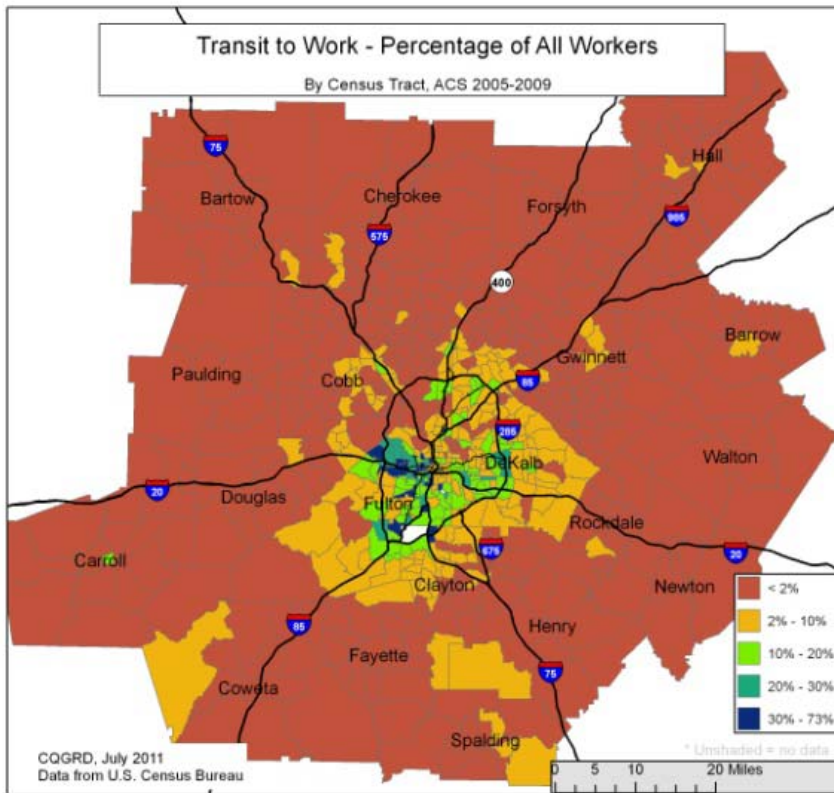 Transit to Work - Percentage of All Workers
By Census Tract, ACS 2005-2009
75
Hall
Bartow
Cherokee
Forsyth
985
575
400
Barrow
Gwinnett
Paulding
Cobb
85
285
DeKalb
Walton
20
Douglas
Fulton
Rockdale
Carroll
675
20
Clayton
Newton
85
Henry
Fayette
75
Coweta
Spalding
< 2%
2% - 10%
10% - 20%
20% - 30%
30% - 73%
* Unshaded = no data
CQGRD, July 2011
Data from U.S. Census Bureau
0 5 10 20 Miles